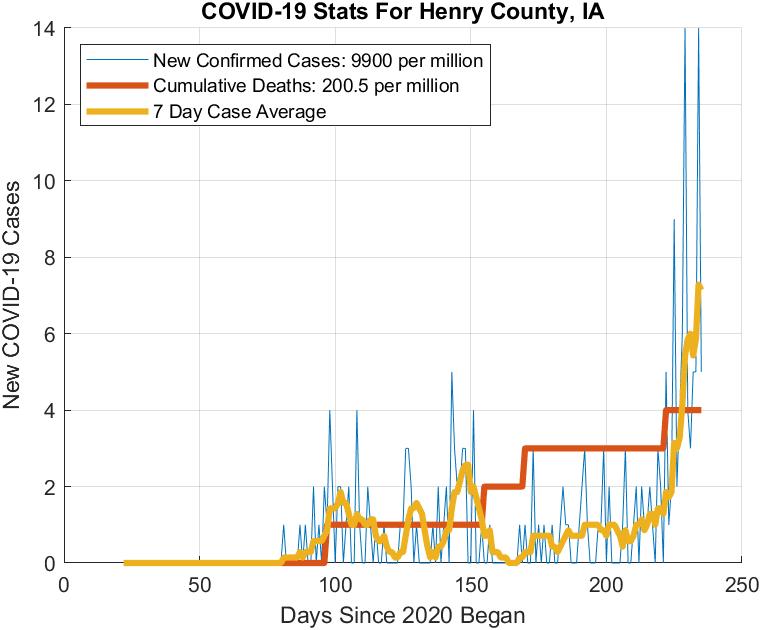 COVID-19 Stats For Henry County, IA
New Confirmed Cases: 9900 per million
Cumulative Deaths: 200.5 per million
7 Day Case Average
New COVID-19 Cases
14
12
10
8
6
4
2
0
0 50 100 150 200 250
Days Since 2020 Began